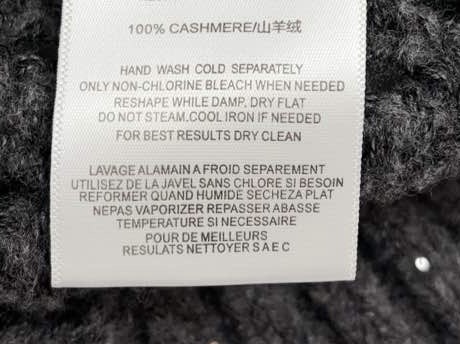 100% CASHMERE/山羊绒
HAND WASH COLD SEPARATELY
ONLY NON-CHLORINE BLEACH WHEN NEEDED
RESHAPE WHILE DAMP, DRY FLAT
DO NOT STEAM.COOL IRON IF NEEDED
FOR BEST RESULTS DRY CLEAN
LAVAGE ALAMAIN A FROID SEPAREMENT
UTILISEZ DE LA JAVEL SANS CHLORE SI BESOIN
REFORMER QUAND HUMIDE SECHEZA PLAT
NEPAS VAPORIZER REPASSER ABASSE
TEMPERATURE SI NECESSAIRE
POUR DE MEILLEURS
RESULATS NETTOYER S A E C